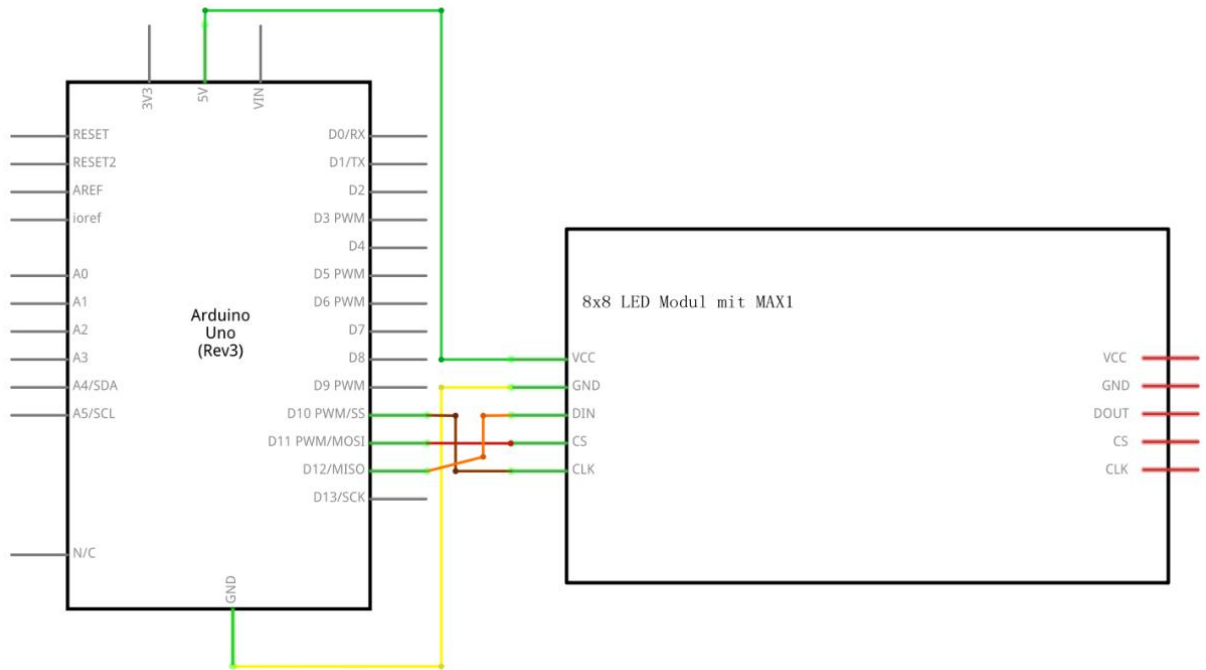 3V3
5V
VIN
RESET
RESET2
AREF
ioref
A0
A1
A2
A3
A4/SDA
A5/SCL
N/C
Arduino
Uno
(Rev3)
D0/RX
D1/TX
D2
D3 PWM
D4
D5 PWM
D6 PWM
D7
D8
D9 PWM
D10 PWM/SS
D11 PWM/MOSI
D12/MISO
D13/SCK
GND
8x8 LED Modul mit MAX1
VCC
GND
DIN
CS
CLK
VCC
GND
DOUT
CS
CLK